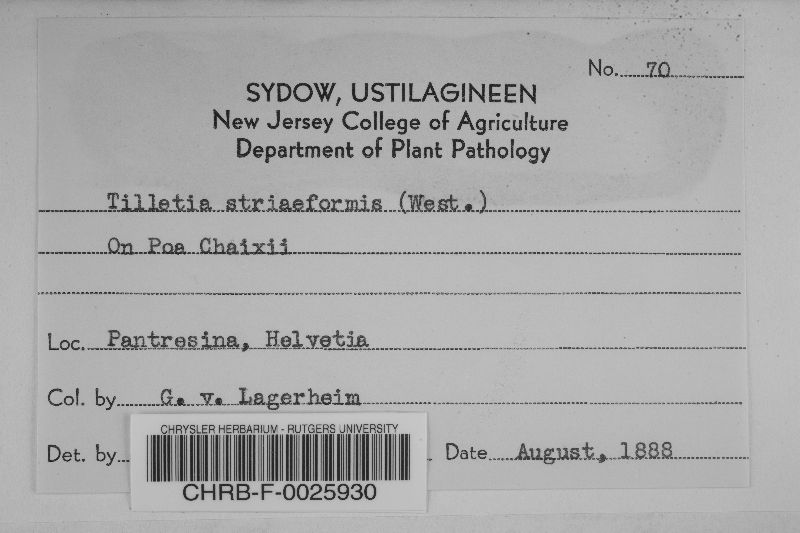 No. 70
SYDOW, USTILAGINEEN
New Jersey College of Agriculture
Department of Plant Pathology
Tilletia striaeformis (West.)
On Poa Chaixii
Loc. Pantresina, Helvetia
Col. by G. v. Lagerheim
Det. by Date August, 1888
CHRYSLER HERBARIUM - RUTGERS UNIVERSITY
CHRB-F-0025930